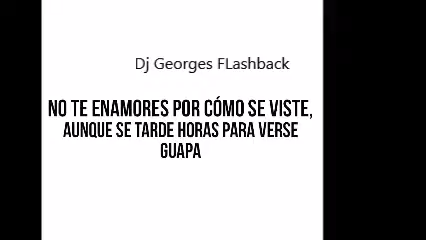 Dj Georges FLashback
NO TE ENAMORES POR CÓMO SE VISTE,
AUNQUE SE TARDE HORAS PARA VERSE
GUAPA